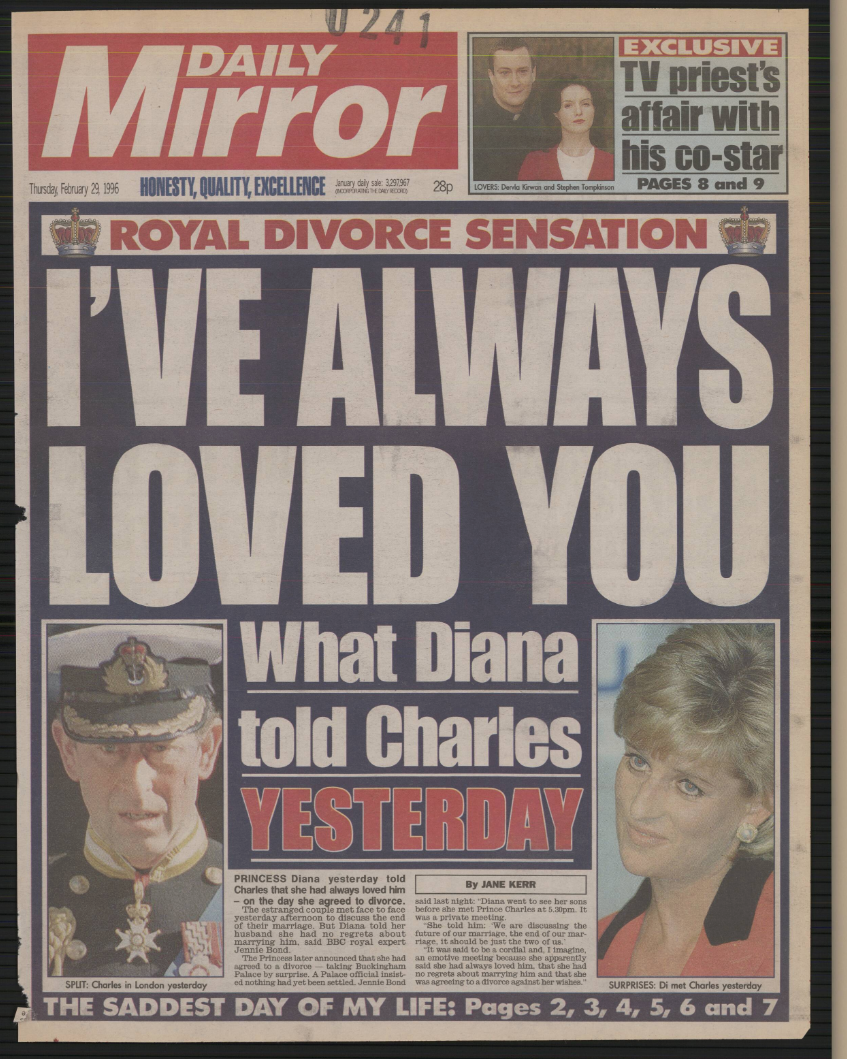 0241
DAILY
Mirror
Thursday, February 29, 1996
HONESTY, QUALITY, EXCELLENCE
January daily sale: 3,297,967
(INCORPORATING THE DAILY RECORD)
28p
LOVERS: Dervla Kirwan and Stephen Tompkinson
EXCLUSIVE
TV priest's
affair with
his co-star
PAGES 8 and 9
ROYAL DIVORCE SENSATION
I'VE ALWAYS
LOVED YOU
What Diana
told Charles
YESTERDAY
SPLIT: Charles in London yesterday
PRINCESS Diana yesterday told
Charles that she had always loved him
– on the day she agreed to divorce.
The estranged couple met face to face
yesterday afternoon to discuss the end
of their marriage. But Diana told her
husband she had no regrets about
marrying him, said BBC royal expert
Jennie Bond.
The Princess later announced that she had
agreed to a divorce — taking Buckingham
Palace by surprise. A Palace official insist-
ed nothing had yet been settled. Jennie Bond
By JANE KERR
said last night: "Diana went to see her sons
before she met Prince Charles at 5.30pm. It
was a private meeting.
"She told him: 'We are discussing the
future of our marriage, the end of our mar-
riage, it should be just the two of us.'
"It was said to be a cordial and, I imagine,
an emotive meeting because she apparently
said she had always loved him, that she had
no regrets about marrying him and that she
was agreeing to a divorce against her wishes."
SURPRISES: Di met Charles yesterday
THE SADDEST DAY OF MY LIFE: Pages 2, 3, 4, 5, 6 and 7